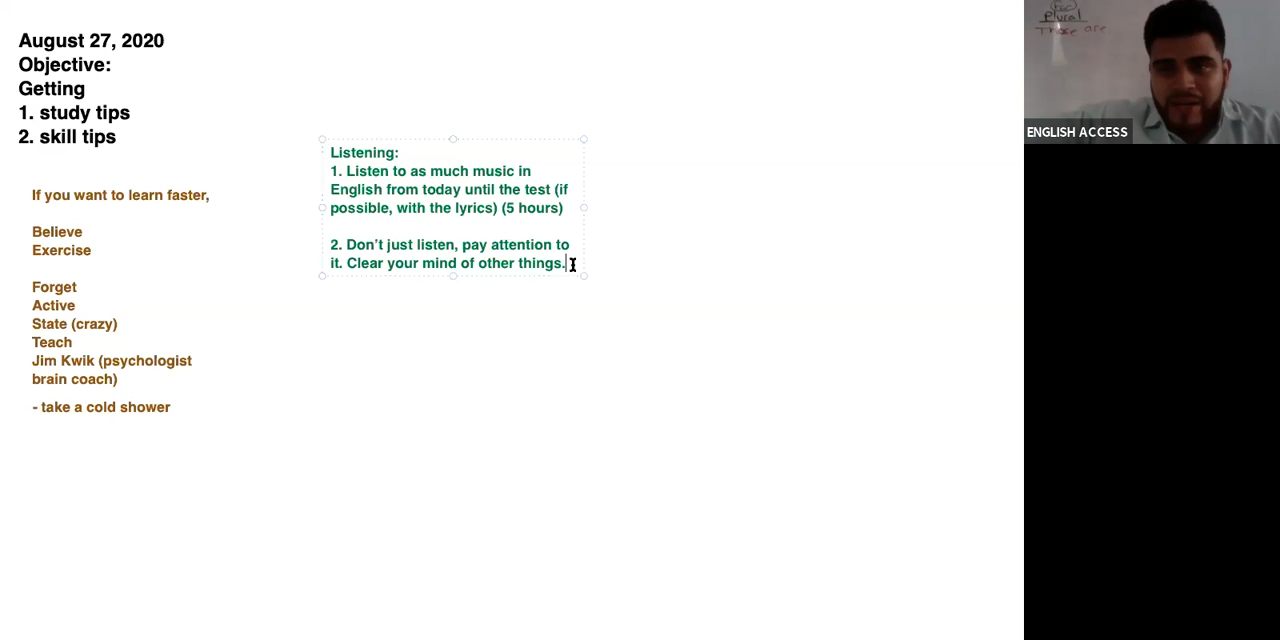 August 27, 2020
Objective:
Getting
1. study tips
2. skill tips
If you want to learn faster,
Believe
Exercise
Forget
Active
State (crazy)
Teach
Jim Kwik (psychologist
brain coach)
- take a cold shower
Listening:
1. Listen to as much music in
English from today until the test (if
possible, with the lyrics) (5 hours)
2. Don’t just listen, pay attention to
it. Clear your mind of other things.
Plural
Those are
ENGLISH ACCESS